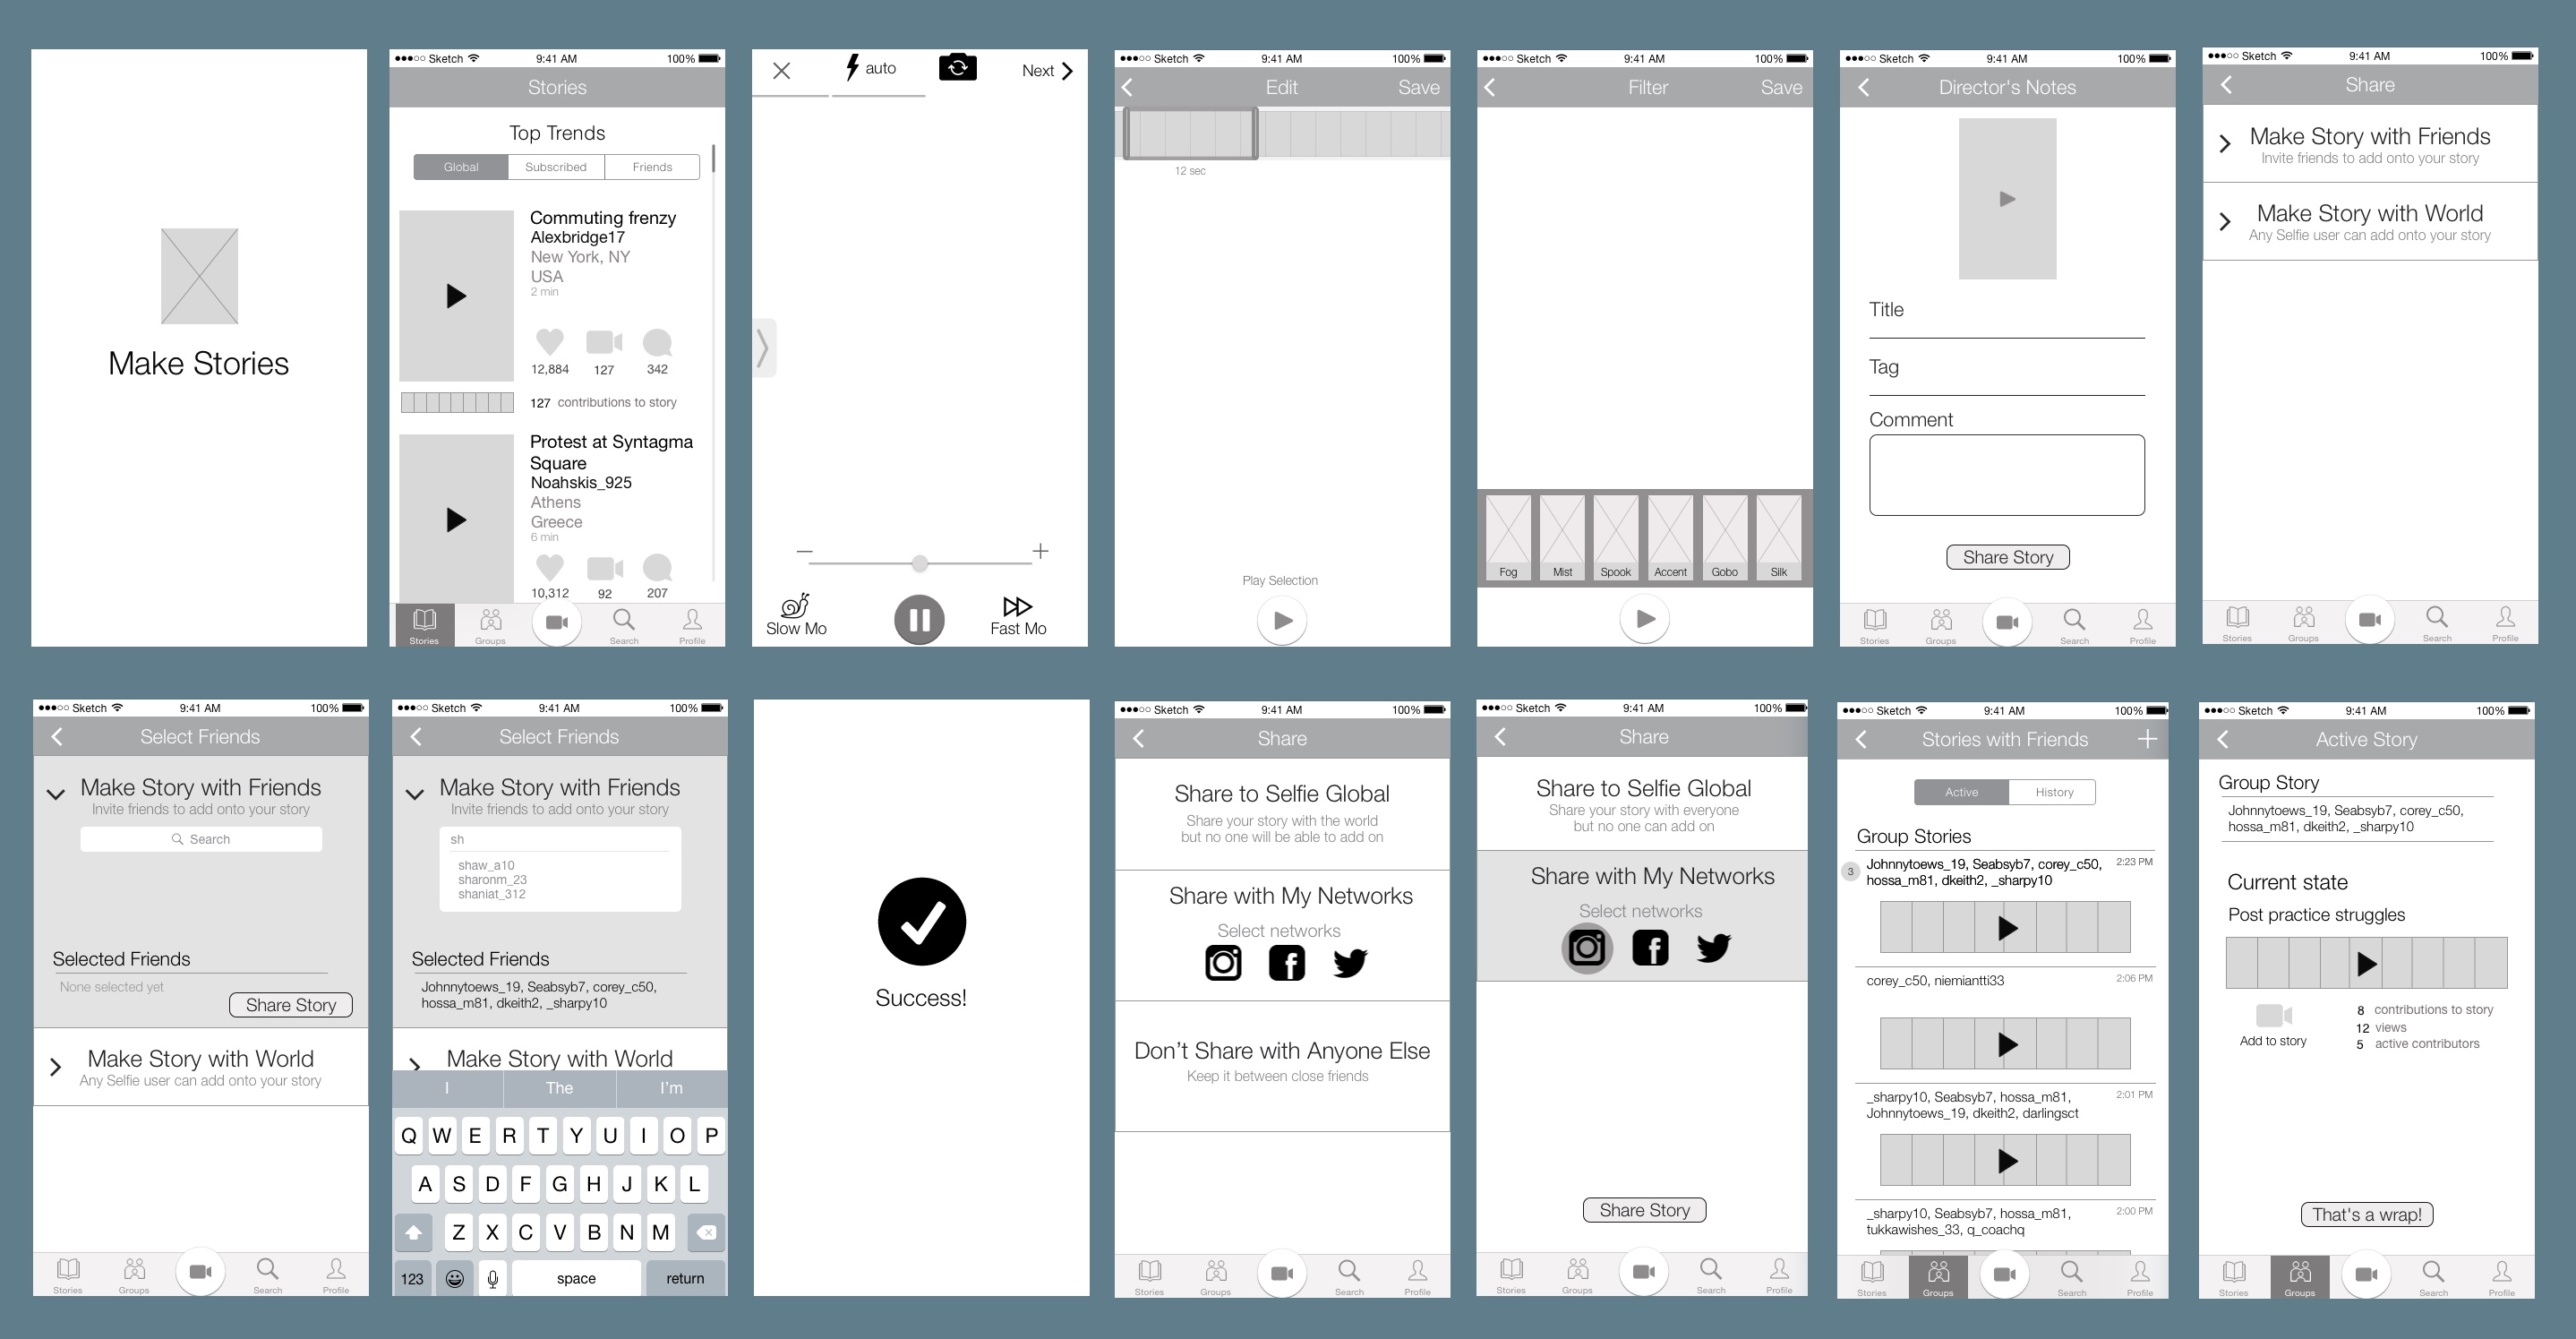 Make Stories
Sketch 9:41 AM 100%
Stories
Top Trends
Global Subscribed Friends
Commuting frenzy
Alexbridge17
New York, NY
USA
2 min
12,884 127 342
127 contributions to story
Protest at Syntagma
Square
Noahskis_925
Athens
Greece
6 min
10,312 92 207
Stories Groups Search Profile
auto Next
Slow Mo Fast Mo
Sketch 9:41 AM 100%
Edit Save
12 sec
Play Selection
Sketch 9:41 AM 100%
Filter Save
Fog Mist Spook Accent Gobo Silk
Sketch 9:41 AM 100%
Director's Notes
Title
Tag
Comment
Share Story
Stories Groups Search Profile
Sketch 9:41 AM 100%
Share
Make Story with Friends
Invite friends to add onto your story
Make Story with World
Any Selfie user can add onto your story
Stories Groups Search Profile
Sketch 9:41 AM 100%
Select Friends
Make Story with Friends
Invite friends to add onto your story
Search
Selected Friends
None selected yet
Share Story
Make Story with World
Any Selfie user can add onto your story
Stories Groups Search Profile
Sketch 9:41 AM 100%
Select Friends
Make Story with Friends
Invite friends to add onto your story
sh
shaw_a10
sharonm_23
shaniat_312
Selected Friends
Johnnytoews_19, Seabsyb7, corey_c50,
hossa_m81, dkeith2, _sharpy10
Make Story with World
I The I'm
Q W E R T Y U I O P
A S D F G H J K L
Z X C V B N M
123 space return
Success!
Sketch 9:41 AM 100%
Share
Share to Selfie Global
Share your story with the world
but no one will be able to add on
Share with My Networks
Select networks
Don't Share with Anyone Else
Keep it between close friends
Stories Groups Search Profile
Sketch 9:41 AM 100%
Share
Share to Selfie Global
Share your story with everyone
but no one can add on
Share with My Networks
Select networks
Share Story
Stories Groups Search Profile
Sketch 9:41 AM 100%
Stories with Friends
Active History
Group Stories
3 Johnnytoews_19, Seabsyb7, corey_c50, 2:23 PM
hossa_m81, dkeith2, _sharpy10
corey_c50, niemiantti33 2:06 PM
_sharpy10, Seabsyb7, hossa_m81, 2:01 PM
Johnnytoews_19, dkeith2, darlingsct
_sharpy10, Seabsyb7, hossa_m81, 2:00 PM
tukkawishes_33, q_coachq
Stories Groups Search Profile
Sketch 9:41 AM 100%
Active Story
Group Story
Johnnytoews_19, Seabsyb7, corey_c50,
hossa_m81, dkeith2, _sharpy10
Current state
Post practice struggles
Add to story
8 contributions to story
12 views
5 active contributors
That's a wrap!
Stories Groups Search Profile